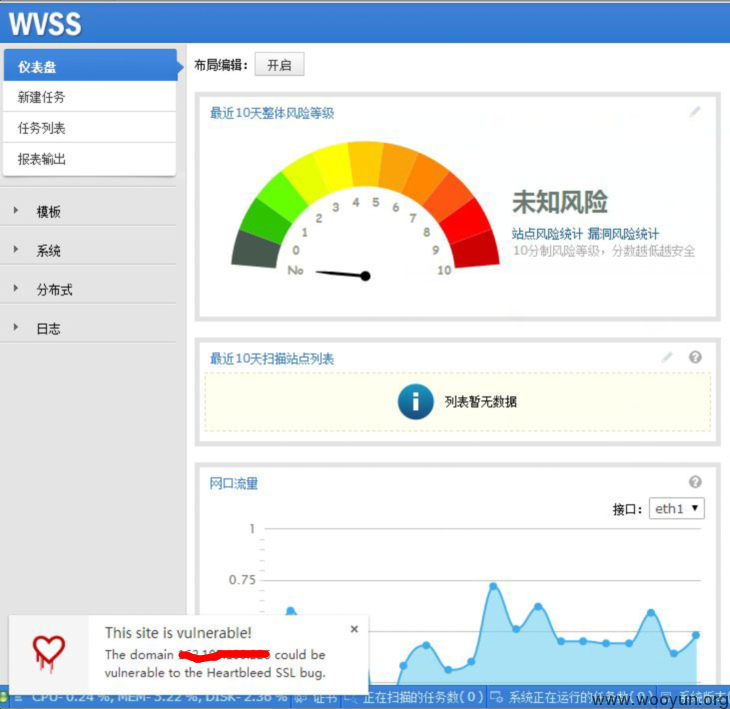 WVSS
仪表盘
新建任务
任务列表
报表输出
模板
系统
分布式
日志
布局编辑： 开启
最近10天整体风险等级
No 0 1 2 3 4 5 6 7 8 9 10
未知风险
站点风险统计 漏洞风险统计
10分制风险等级，分数越低越安全
最近10天扫描站点列表
列表暂无数据
网口流量
接口： eth1
1
0.75
This site is vulnerable!
The domain could be
vulnerable to the Heartbleed SSL bug.
CPU- 0.24 %, MEM- 5.22 %, DISK- 2.36 % 证书 正在扫描的任务数( 0 ) 系统正在运行的任务数( 0 ) 系统版本
www.wooyun.org